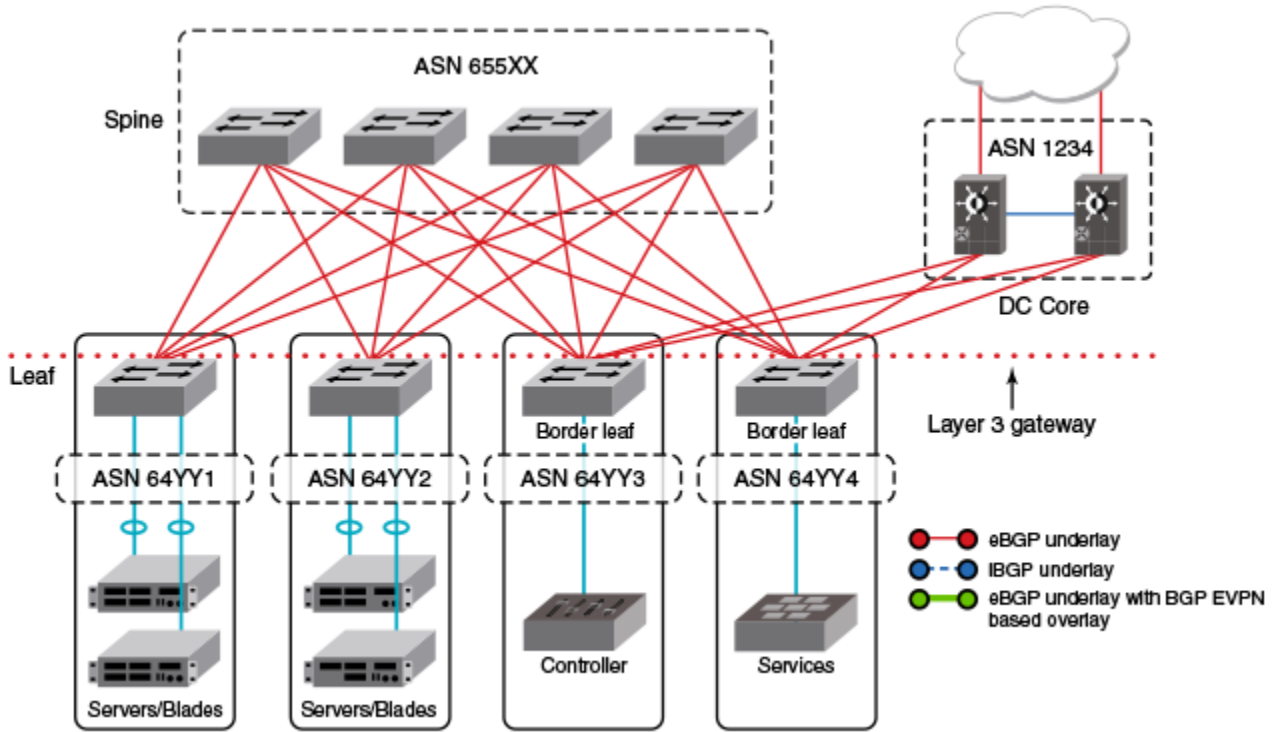 ASN 655XX
Spine
ASN 1234
DC Core
Leaf
Layer 3 gateway
Border leaf
Border leaf
ASN 64YY1
ASN 64YY2
ASN 64YY3
ASN 64YY4
eBGP underlay
IBGP underlay
eBGP underlay with BGP EVPN
based overlay
Controller
Services
Servers/Blades
Servers/Blades